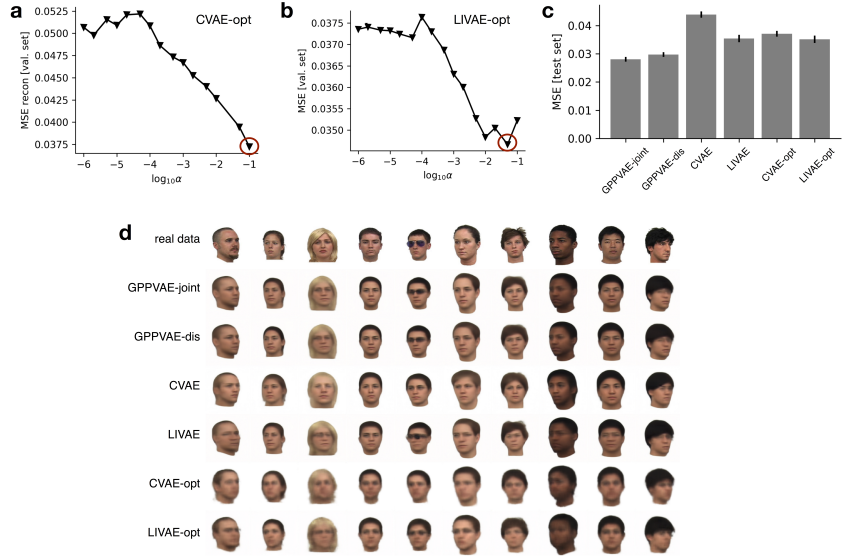 a
CVAE-opt
MSE recon [val. set]
0.0525
0.0500
0.0475
0.0450
0.0425
0.0400
0.0375
−6
−5
−4
−3
−2
−1
log10α
b
LIVAE-opt
MSE [val. set]
0.0375
0.0370
0.0365
0.0360
0.0355
0.0350
−6
−5
−4
−3
−2
−1
log10α
c
MSE [test set]
0.04
0.03
0.02
0.01
0.00
GPPVAE-joint
GPPVAE-dis
CVAE
LIVAE
CVAE-opt
LIVAE-opt
d
real data
GPPVAE-joint
GPPVAE-dis
CVAE
LIVAE
CVAE-opt
LIVAE-opt